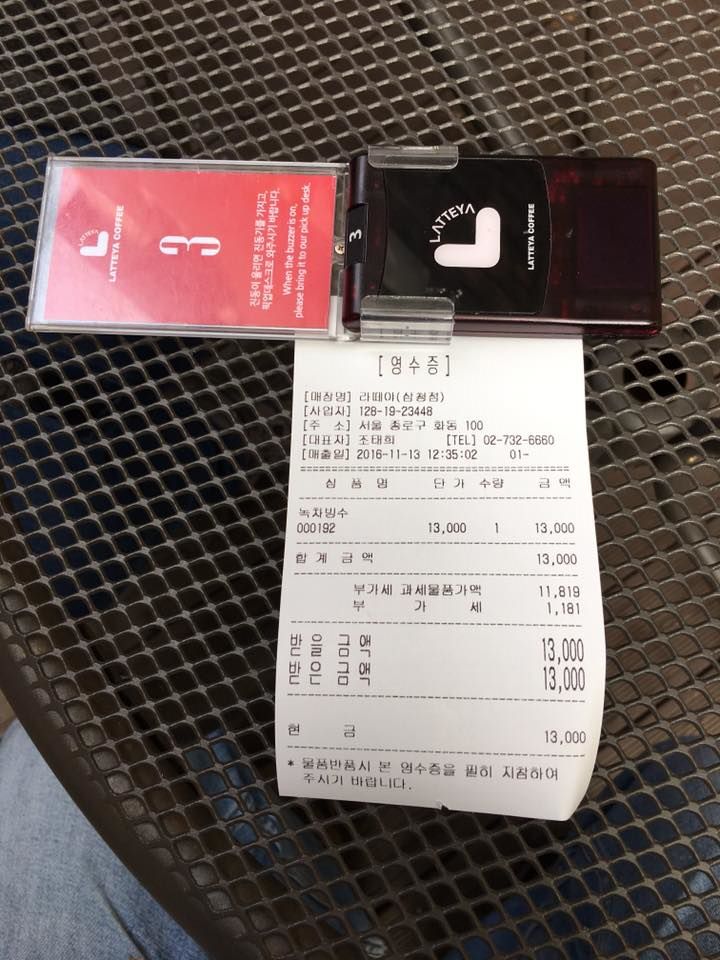 LATTEYA
LATTEYA COFFEE
3
진동이 울리면 진동기를 가지고,
픽업데스크로 와주시기 바랍니다.
When the buzzer is on,
please bring it to our pick up desk.
3
LATTEYA
LATTEYA COFFEE
[ 영수증 ]
[매장명] 라떼야(삼청점)
[사업자] 128-19-23448
[주 소] 서울 종로구 화동 100
[대표자] 조태희 [TEL] 02-732-6660
[매출일] 2016-11-13 12:35:02 01-
상 품 명 단 가 수량 금 액
녹차빙수
000192 13,000 1 13,000
합 계 금 액 13,000
부가세 과세물품가액 11,819
부 가 세 1,181
받 을 금 액 13,000
받 은 금 액 13,000
현 금 13,000
* 물품반품시 본 영수증을 필히 지참하여
주시기 바랍니다.